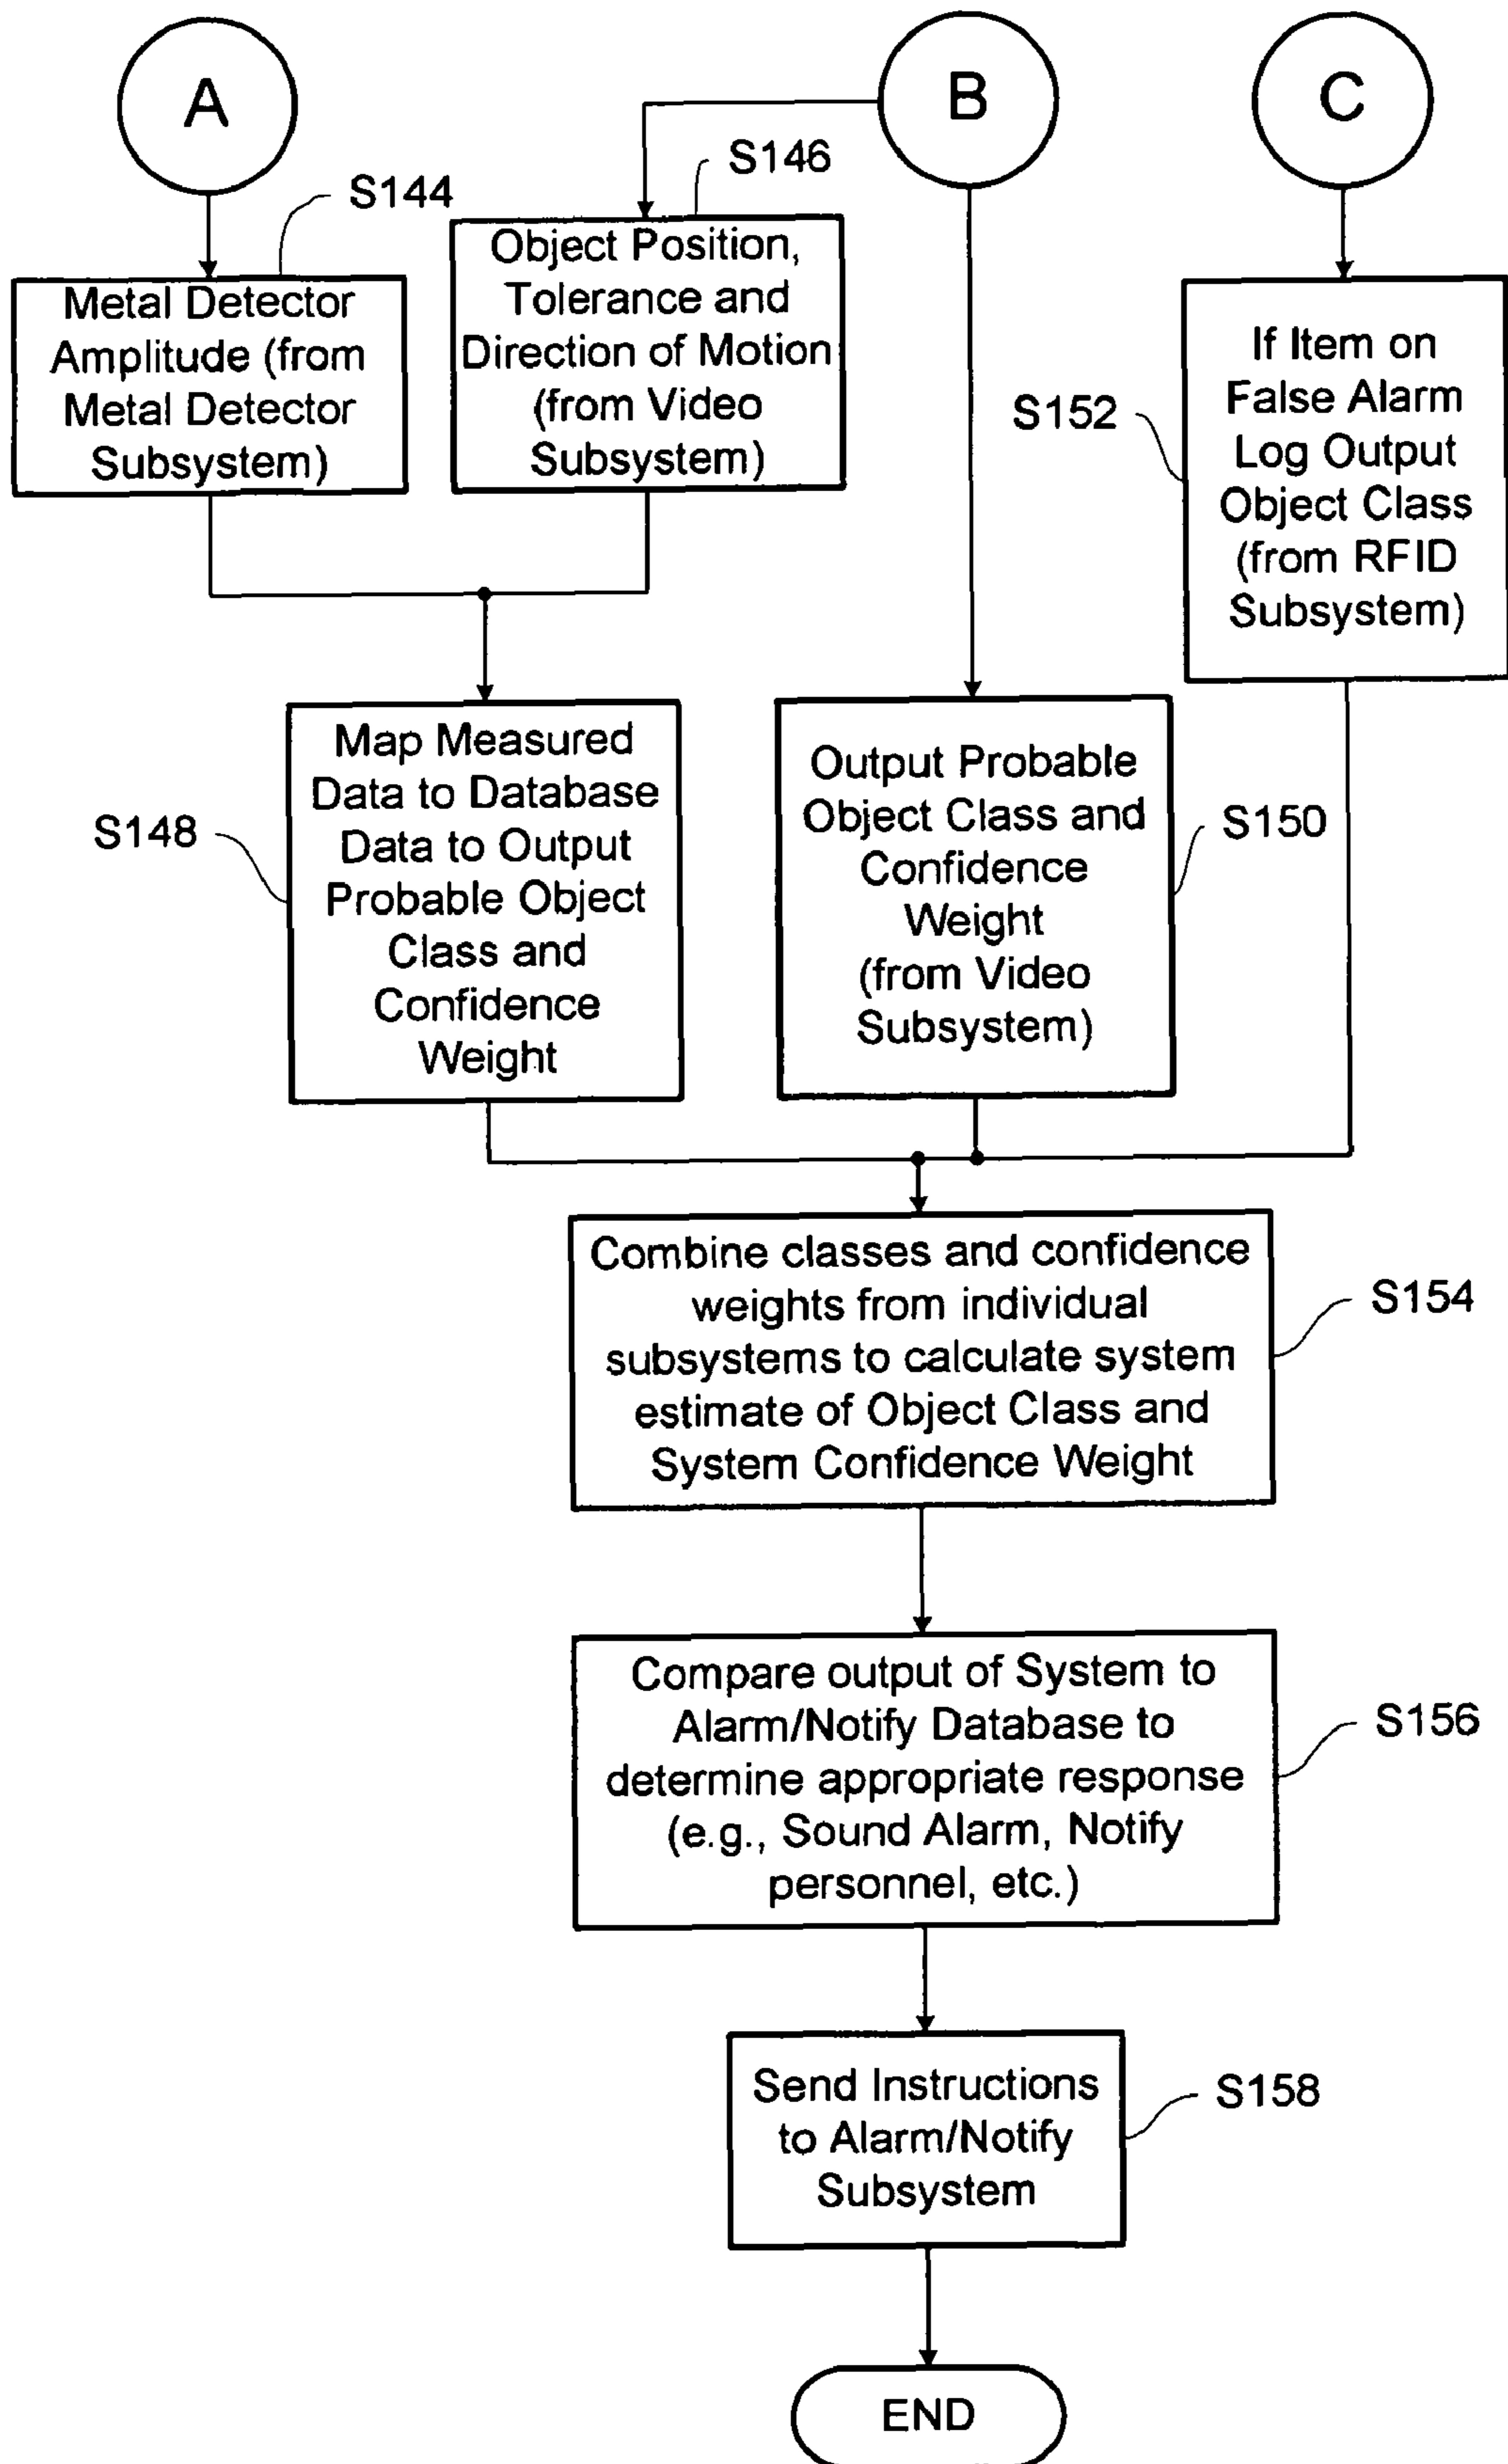 A
B
C
S144
S146
Metal Detector
Amplitude (from
Metal Detector
Subsystem)
Object Position,
Tolerance and
Direction of Motion
(from Video
Subsystem)
S152
If Item on
False Alarm
Log Output
Object Class
(from RFID
Subsystem)
S148
Map Measured
Data to Database
Data to Output
Probable Object
Class and
Confidence
Weight
Output Probable
Object Class and
Confidence
Weight
(from Video
Subsystem)
S150
Combine classes and confidence
weights from individual
subsystems to calculate system
estimate of Object Class and
System Confidence Weight
S154
Compare output of System to
Alarm/Notify Database to
determine appropriate response
(e.g., Sound Alarm, Notify
personnel, etc.)
S156
Send Instructions
to Alarm/Notify
Subsystem
S158
END